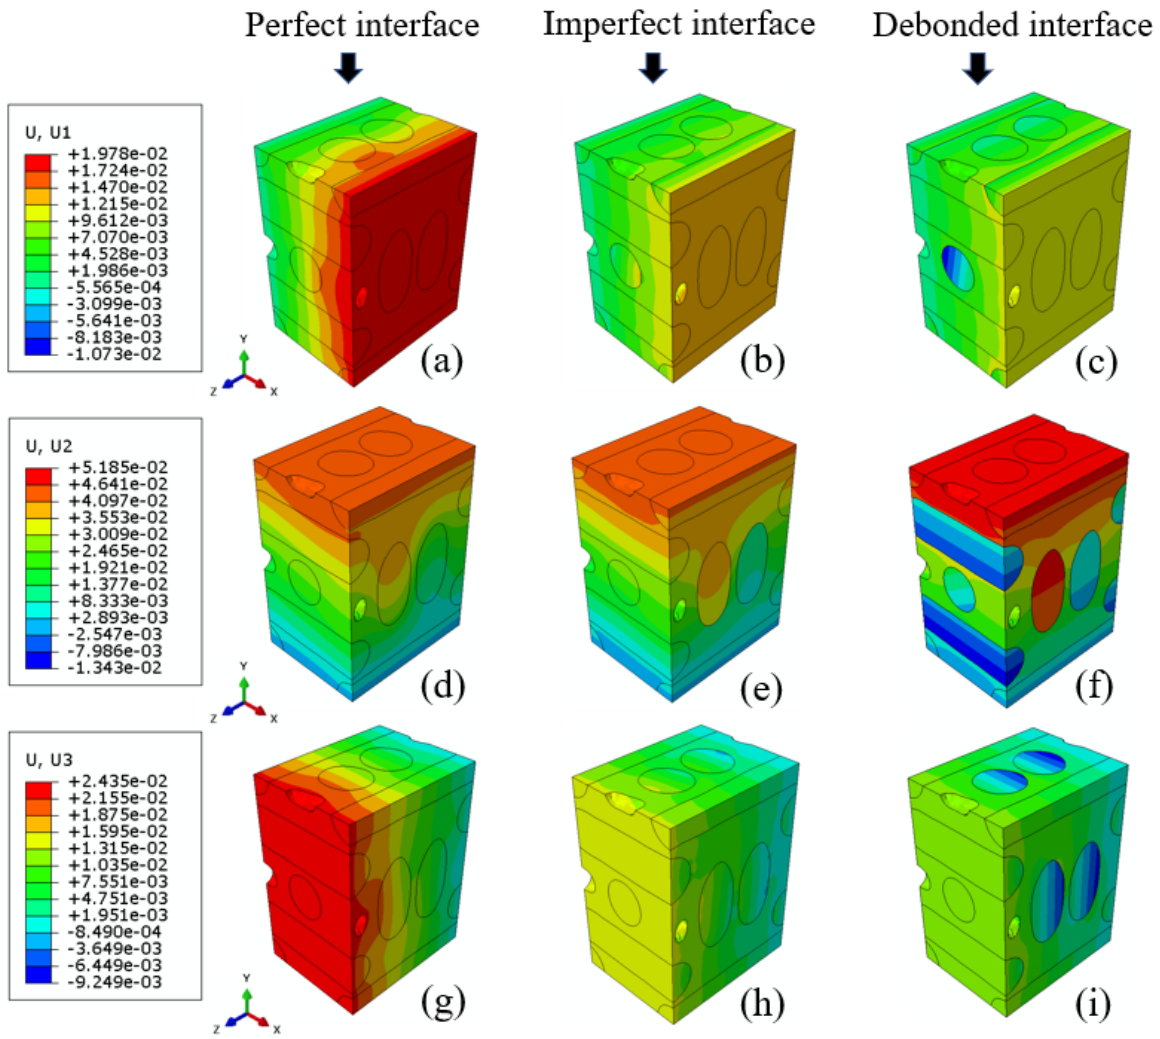 Perfect interface
Imperfect interface
Debonded interface
U, U1
+1.978e-02
+1.724e-02
+1.470e-02
+1.215e-02
+9.612e-03
+7.070e-03
+4.528e-03
+1.986e-03
-5.565e-04
-3.099e-03
-5.641e-03
-8.183e-03
-1.073e-02
Y
Z
X
(a)
(b)
(c)
U, U2
+5.185e-02
+4.641e-02
+4.097e-02
+3.553e-02
+3.009e-02
+2.465e-02
+1.921e-02
+1.377e-02
+8.333e-03
+2.893e-03
-2.547e-03
-7.986e-03
-1.343e-02
Y
Z
X
(d)
(e)
(f)
U, U3
+2.435e-02
+2.155e-02
+1.875e-02
+1.595e-02
+1.315e-02
+1.035e-02
+7.551e-03
+4.751e-03
+1.951e-03
-8.490e-04
-3.649e-03
-6.449e-03
-9.249e-03
Y
Z
X
(g)
(h)
(i)